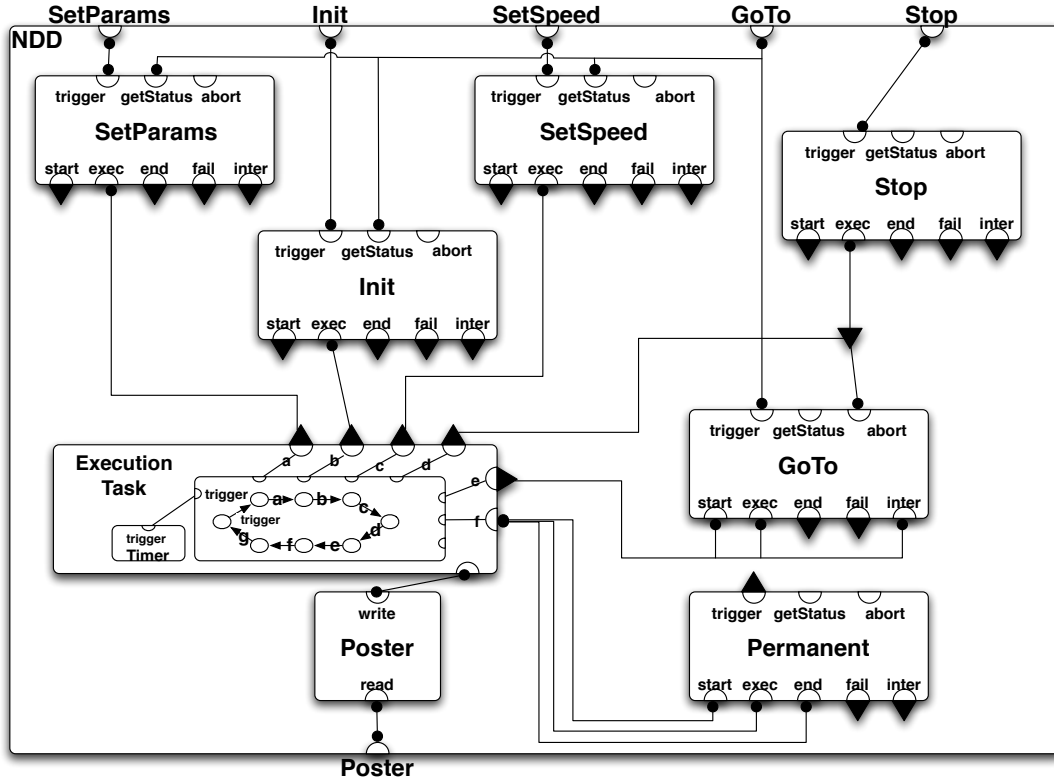 SetParams Init SetSpeed GoTo Stop
NDD
trigger getStatus abort
SetParams
start exec end fail inter
trigger getStatus abort
SetSpeed
start exec end fail inter
trigger getStatus abort
Stop
start exec end fail inter
trigger getStatus abort
Init
start exec end fail inter
trigger getStatus abort
GoTo
start exec end fail inter
Execution
Task
a b c d
e
f
trigger
a b c
trigger
d
g f e
trigger
Timer
write
Poster
read
trigger getStatus abort
Permanent
start exec end fail inter
Poster